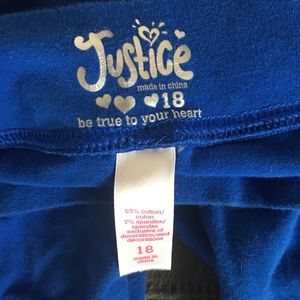 Justice
made in china
18
be true to your heart
93% cotton/
coton
7% spandex/
spandex
exclusive of
decoration/sauf
décorations
18
made in
china